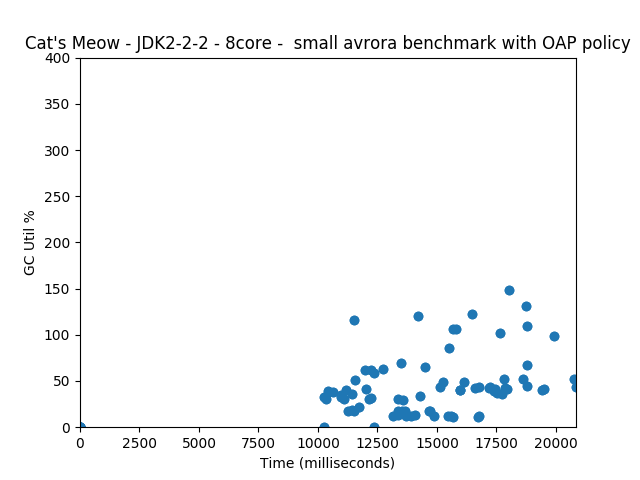 Cat's Meow - JDK2-2-2 - 8core -  small avrora benchmark with OAP policy
400
350
300
250
200
150
100
50
0
GC Util %
0 2500 5000 7500 10000 12500 15000 17500 20000
Time (milliseconds)